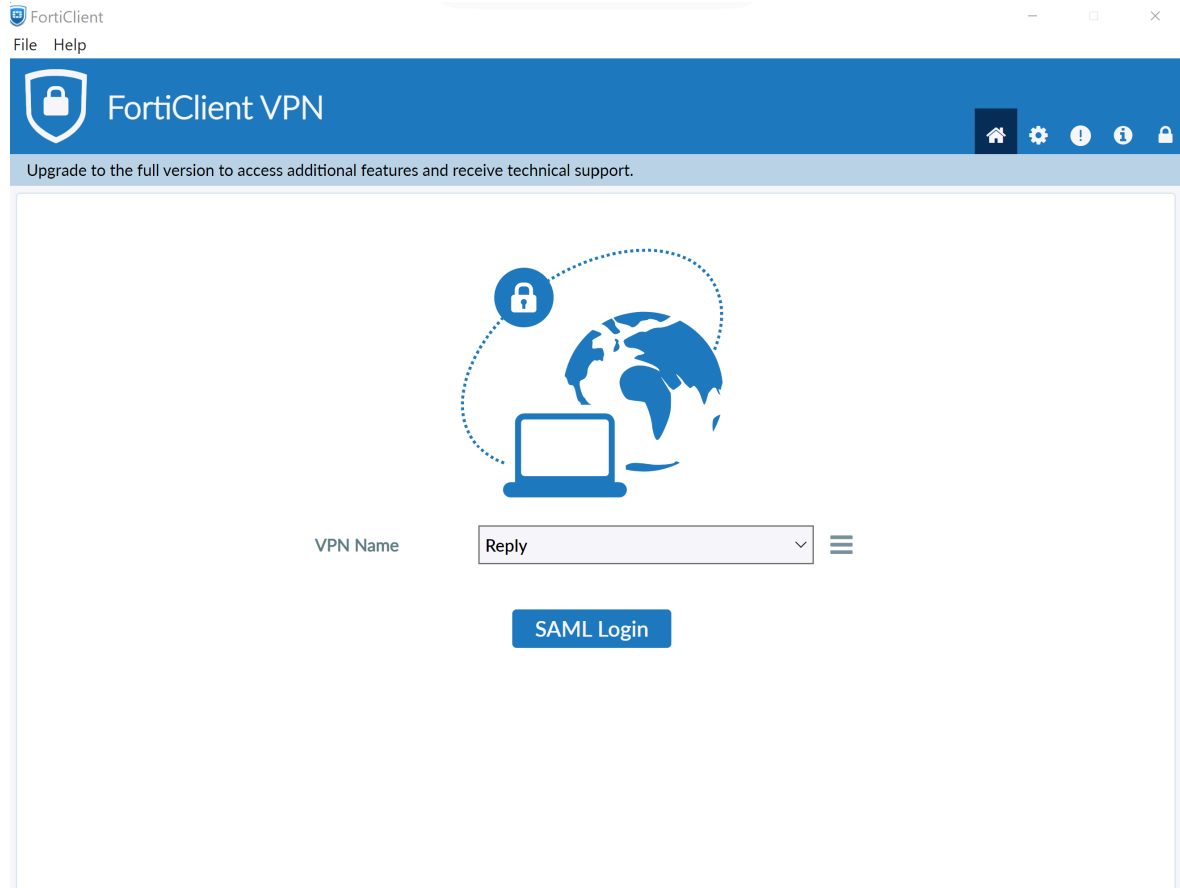 FortiClient
File Help
FortiClient VPN
Upgrade to the full version to access additional features and receive technical support.
VPN Name
Reply
SAML Login